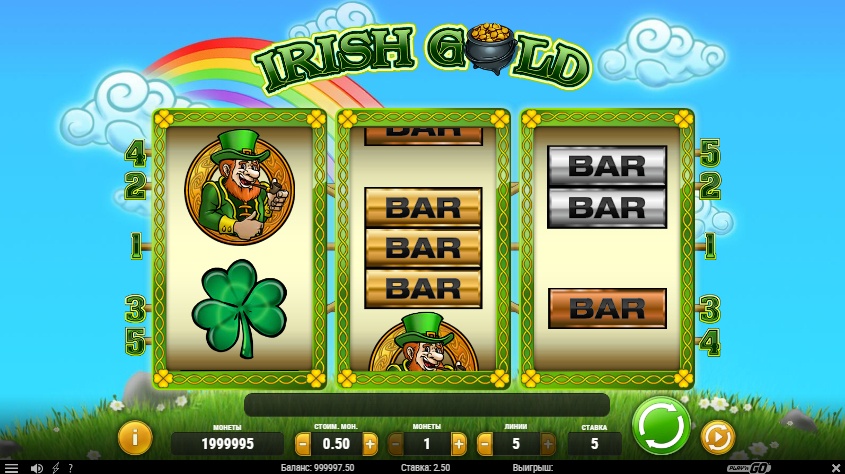 IRISH GOLD
4
5
2
2
1
1
3
3
5
4
BAR
BAR
BAR
BAR
BAR
BAR
BAR
МОНЕТЫ
СТОИМ. МОН.
МОНЕТЫ
ЛИНИИ
СТАВКА
i
1999995
- 0.50 +
- 1 +
- 5 +
5
? Баланс: 999997.50 Ставка: 2.50 Выигрыш: PLAY'N GO